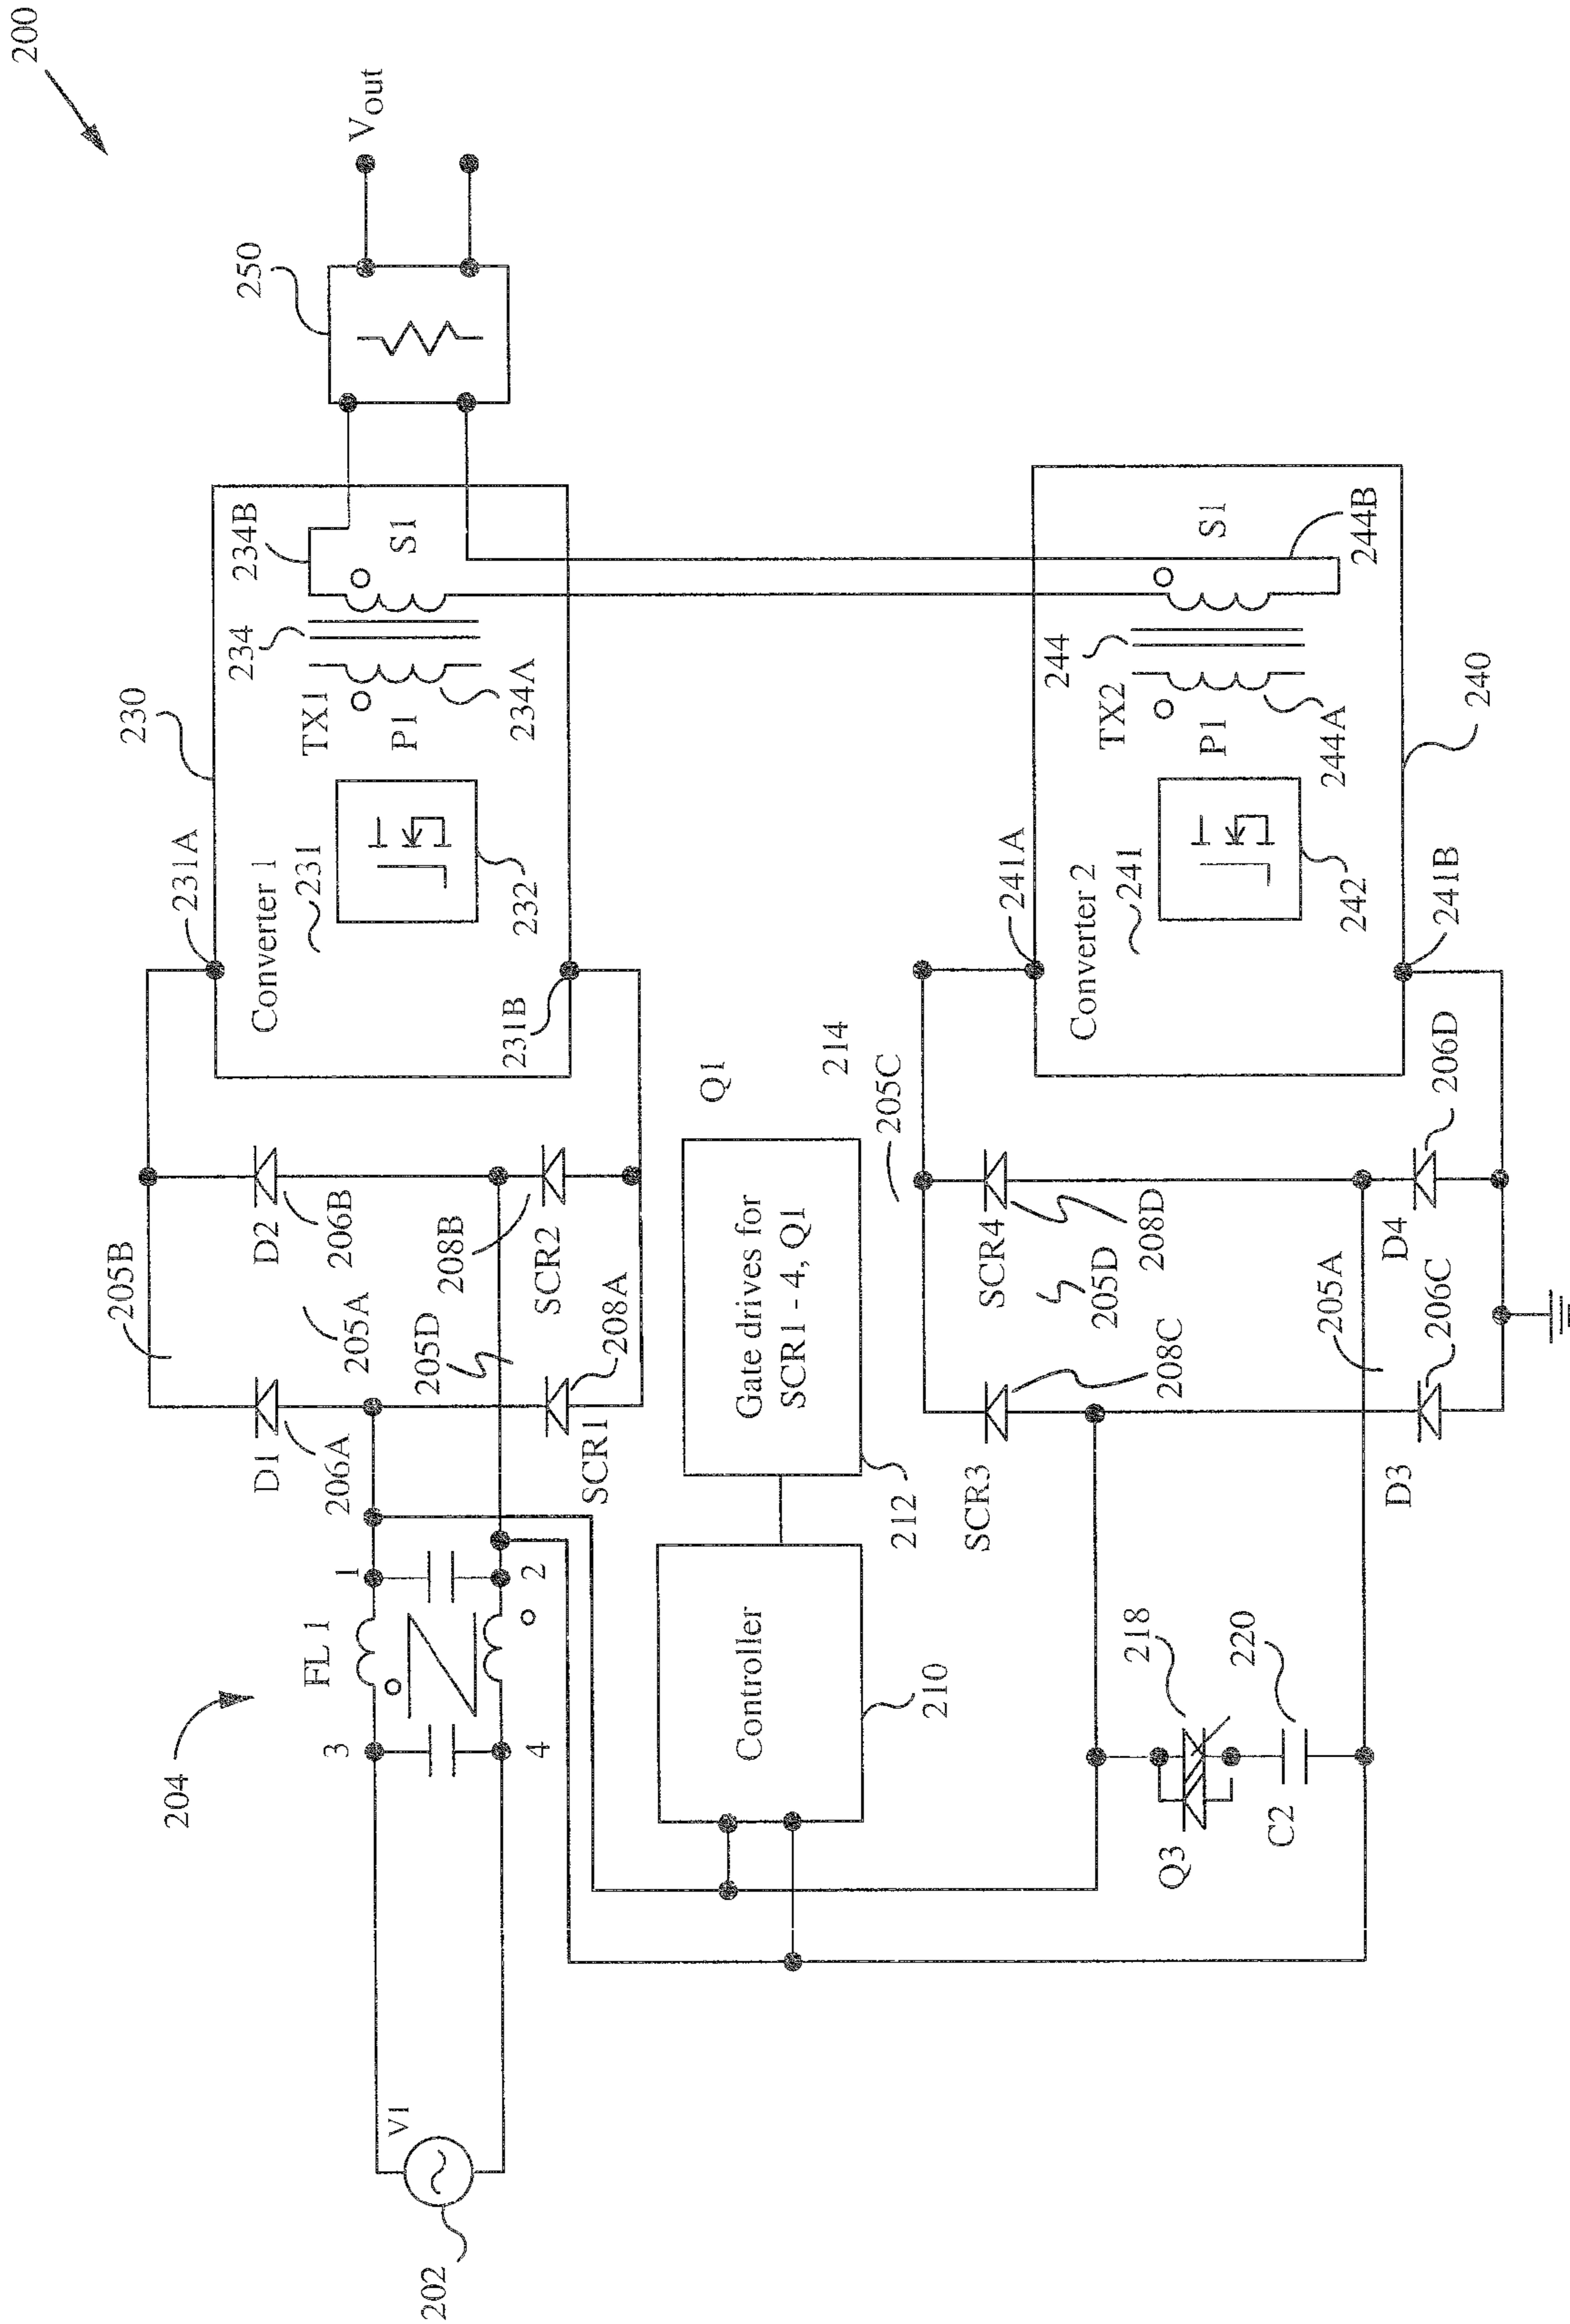 200
204
202
V1
FL 1
3
1
4
2
D1
206A
205B
D2
206B
205A
205D
208B
SCR2
208A
SCR1
230
231A
Converter 1
231
232
231B
TX1
P1
234
234A
234B
S1
250
Vout
Controller
210
Gate drives for
SCR1 - 4, Q1
212
Q1
214
205C
SCR3
208C
SCR4
208D
205D
205A
D4
206D
206C
D3
Q3
218
C2
220
241A
Converter 2
241
242
241B
TX2
P1
244
244A
S1
244B
240